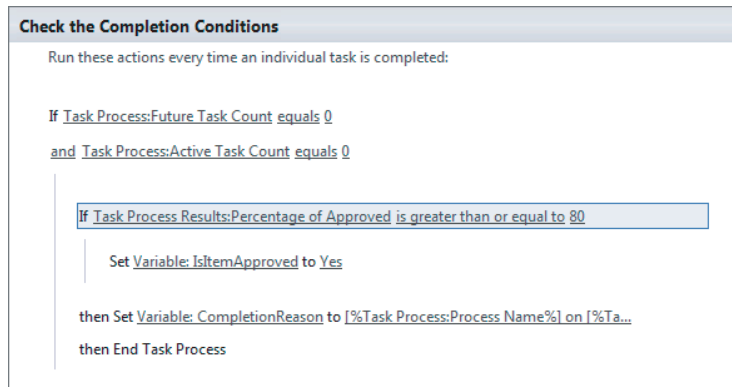 Check the Completion Conditions
Run these actions every time an individual task is completed:
If Task Process:Future Task Count equals 0
and Task Process:Active Task Count equals 0
If Task Process Results:Percentage of Approved is greater than or equal to 80
Set Variable: IsItemApproved to Yes
then Set Variable: CompletionReason to [%Task Process:Process Name%] on [%Ta...
then End Task Process